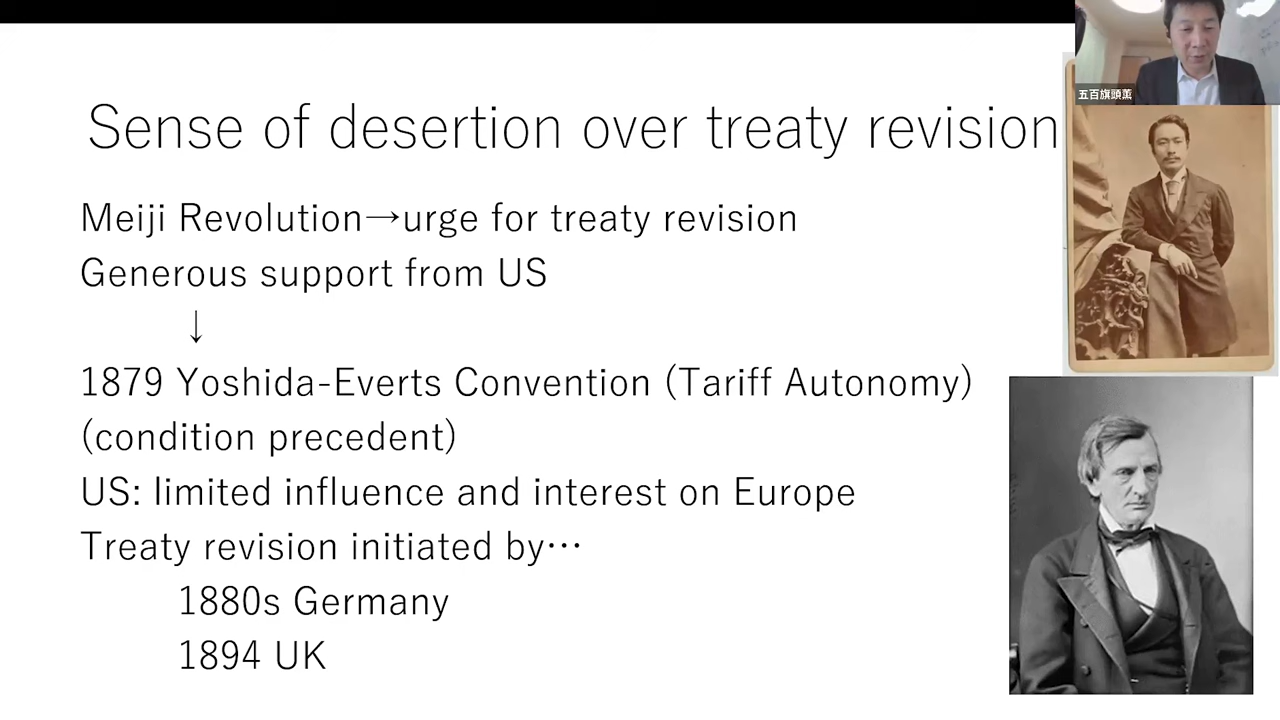 五百旗頭薫
Sense of desertion over treaty revision
Meiji Revolution→urge for treaty revision
Generous support from US
↓
1879 Yoshida-Everts Convention (Tariff Autonomy)
(condition precedent)
US: limited influence and interest on Europe
Treaty revision initiated by…
1880s Germany
1894 UK